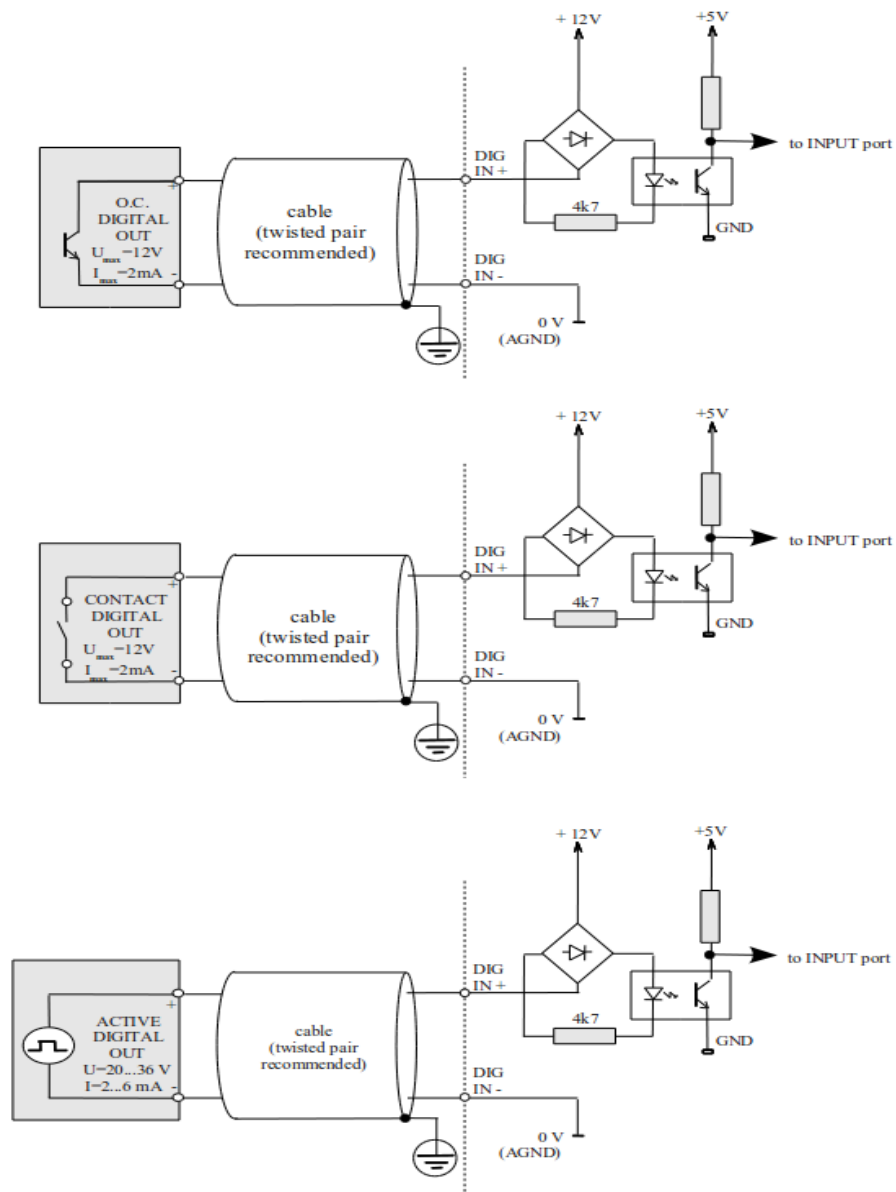 + 12V
+5V
to INPUT port
DIG
IN +
+
O.C.
DIGITAL
OUT
Umax=12V
Imax=2mA -
cable
(twisted pair
recommended)
4k7
GND
DIG
IN -
0 V
(AGND)
+ 12V
+5V
to INPUT port
DIG
IN +
+
CONTACT
DIGITAL
OUT
Umax=12V
Imax=2mA -
cable
(twisted pair
recommended)
4k7
GND
DIG
IN -
0 V
(AGND)
+ 12V
+5V
to INPUT port
DIG
IN +
+
ACTIVE
DIGITAL
OUT
U=20...36 V
I=2...6 mA -
cable
(twisted pair
recommended)
4k7
GND
DIG
IN -
0 V
(AGND)